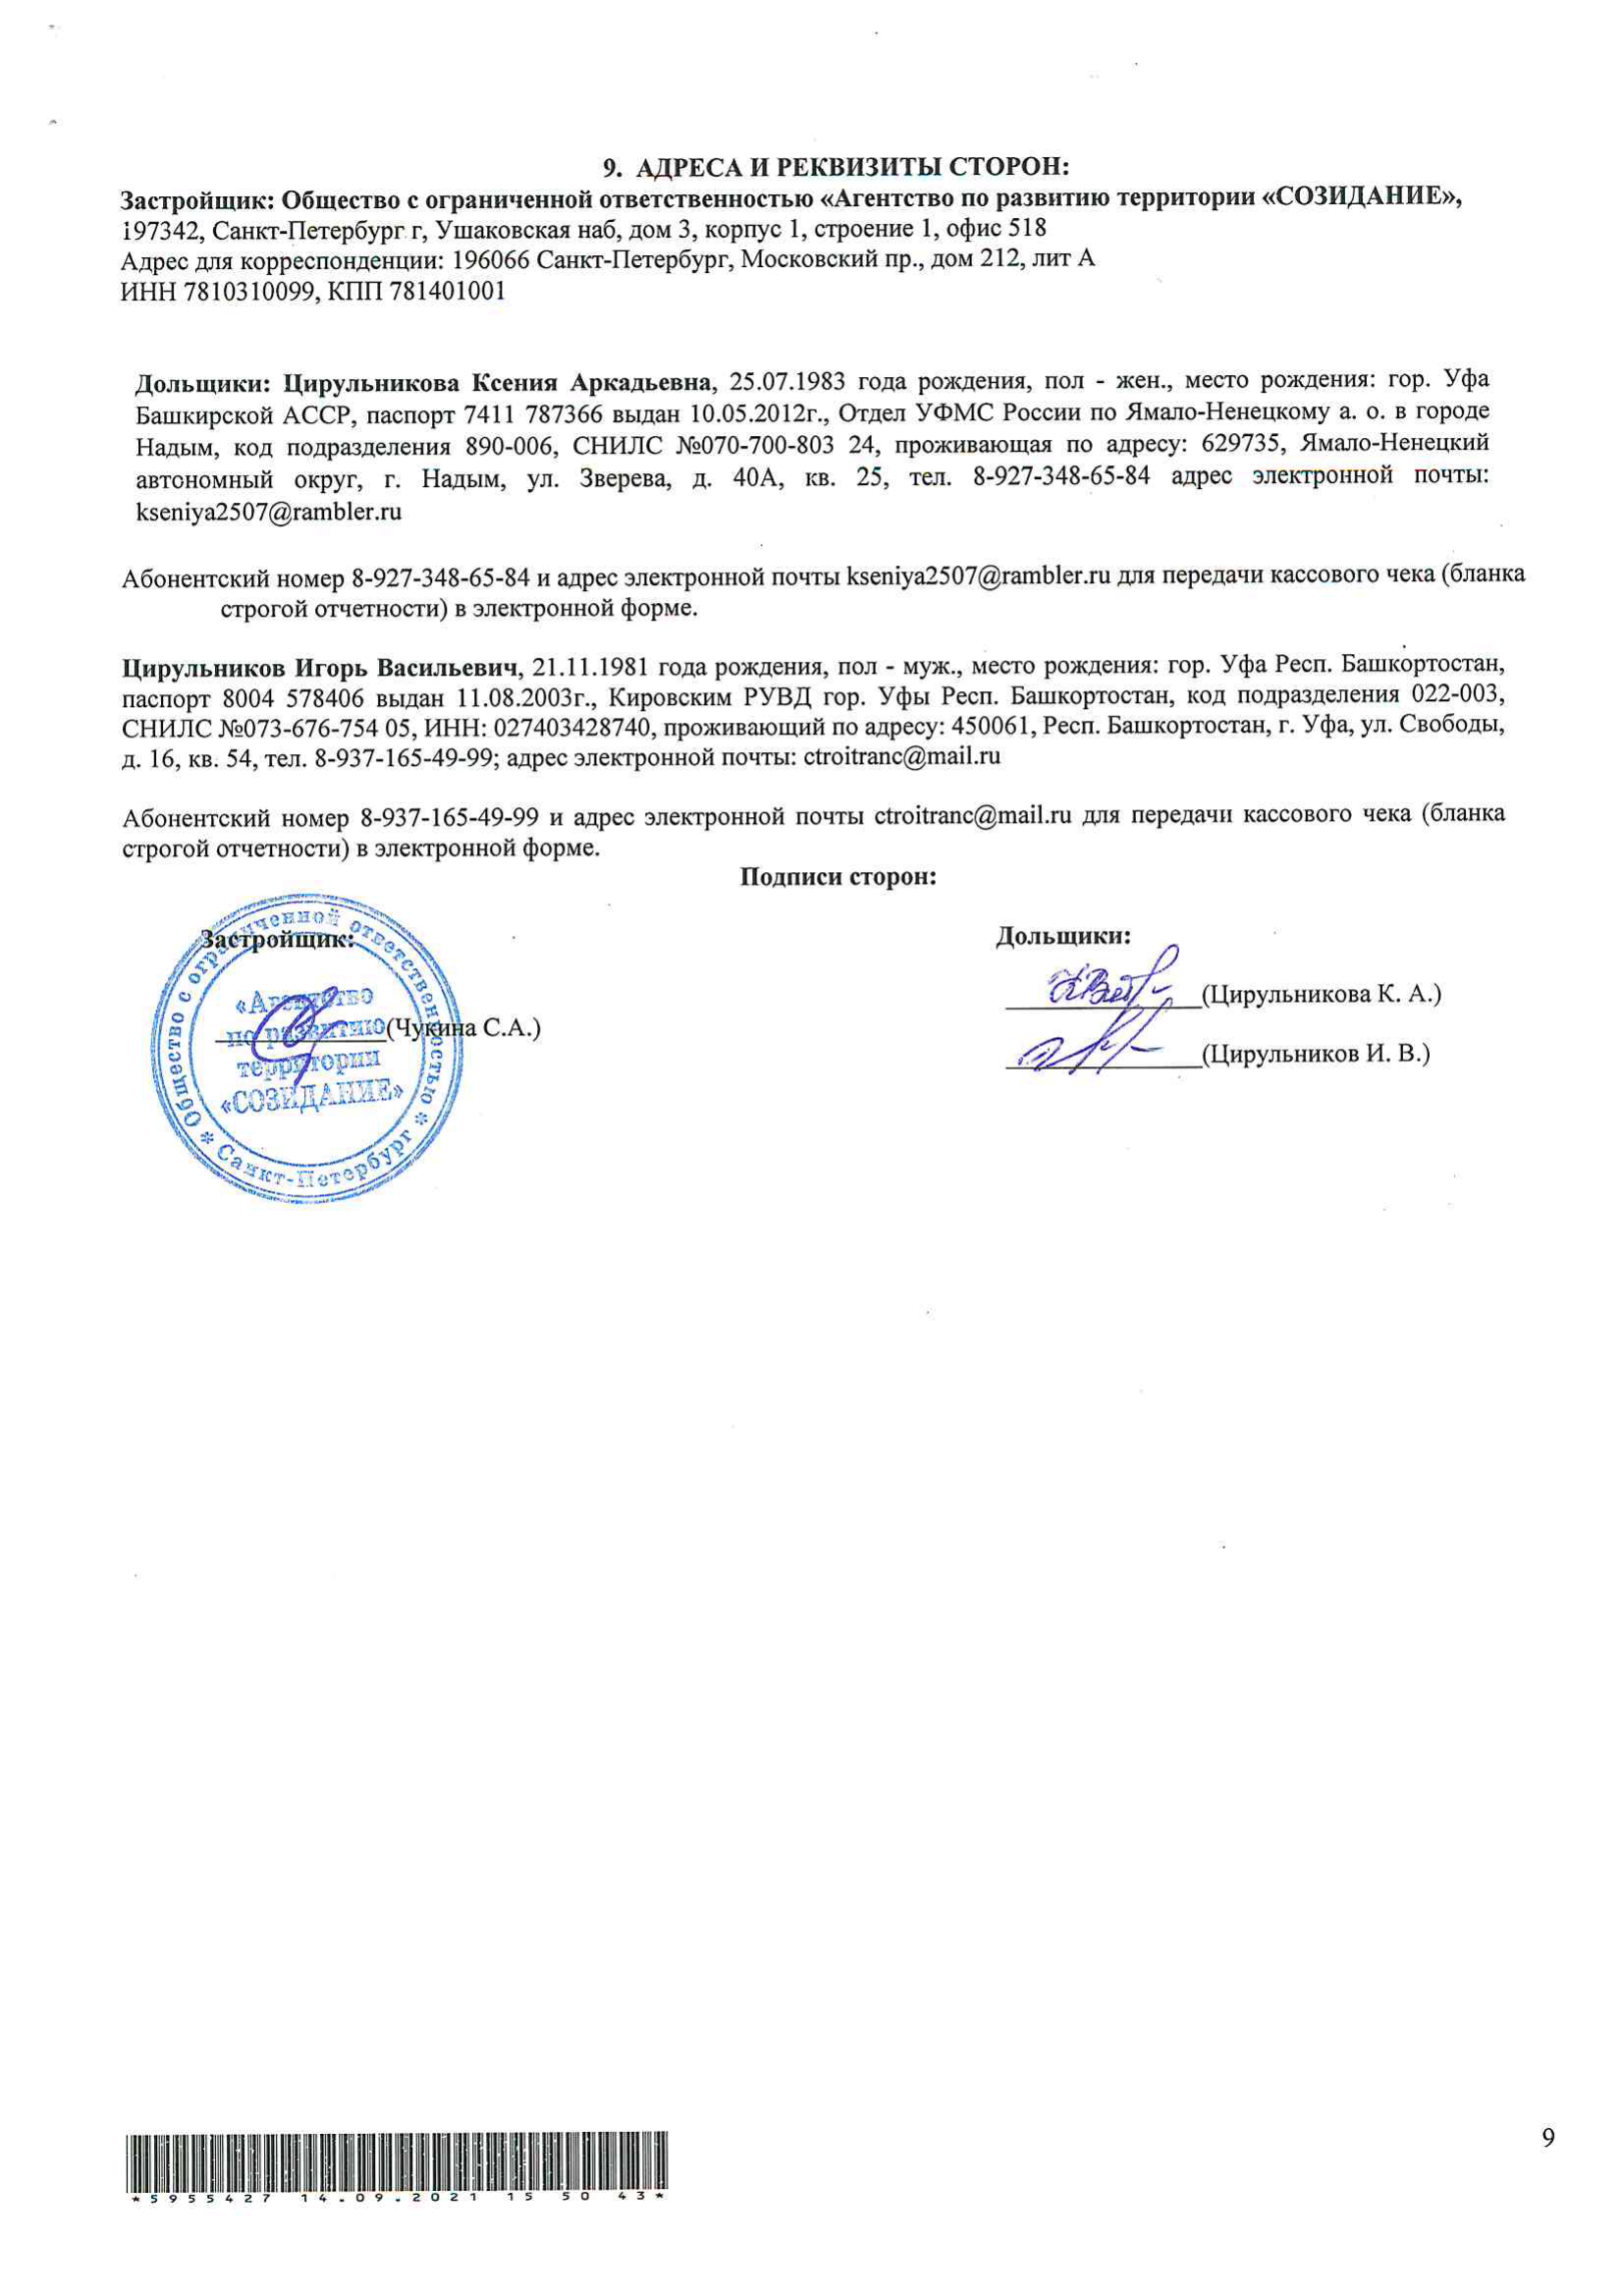 9. АДРЕСА И РЕКВИЗИТЫ СТОРОН:
Застройщик: Общество с ограниченной ответственностью «Агентство по развитию территории «СОЗИДАНИЕ»,
197342, Санкт-Петербург г, Ушаковская наб, дом 3, корпус 1, строение 1, офис 518
Адрес для корреспонденции: 196066 Санкт-Петербург, Московский пр., дом 212, лит А
ИНН 7810310099, КПП 781401001
Дольщики: Цирульникова Ксения Аркадьевна, 25.07.1983 года рождения, пол - жен., место рождения: гор. Уфа
Башкирской АССР, паспорт 7411 787366 выдан 10.05.2012г., Отдел УФМС России по Ямало-Ненецкому а. о. в городе
Надым, код подразделения 890-006, СНИЛС №070-700-803 24, проживающая по адресу: 629735, Ямало-Ненецкий
автономный округ, г. Надым, ул. Зверева, д. 40А, кв. 25, тел. 8-927-348-65-84 адрес электронной почты:
kseniya2507@rambler.ru
Абонентский номер 8-927-348-65-84 и адрес электронной почты kseniya2507@rambler.ru для передачи кассового чека (бланка
строгой отчетности) в электронной форме.
Цирульников Игорь Васильевич, 21.11.1981 года рождения, пол - муж., место рождения: гор. Уфа Респ. Башкортостан,
паспорт 8004 578406 выдан 11.08.2003г., Кировским РУВД гор. Уфы Респ. Башкортостан, код подразделения 022-003,
СНИЛС №073-676-754 05, ИНН: 027403428740, проживающий по адресу: 450061, Респ. Башкортостан, г. Уфа, ул. Свободы,
д. 16, кв. 54, тел. 8-937-165-49-99; адрес электронной почты: ctroitranc@mail.ru
Абонентский номер 8-937-165-49-99 и адрес электронной почты ctroitranc@mail.ru для передачи кассового чека (бланка
строгой отчетности) в электронной форме.
Подписи сторон:
Застройщик:
Дольщики:
(Цирульникова К. А.)
(Чукина С.А.)
(Цирульников И. В.)
Общество с ограниченной ответственностью * Санкт-Петербург *
«Агентство
по развитию
территории
«СОЗИДАНИЕ»
9
*5955427 14.09.2021 15 50 43*